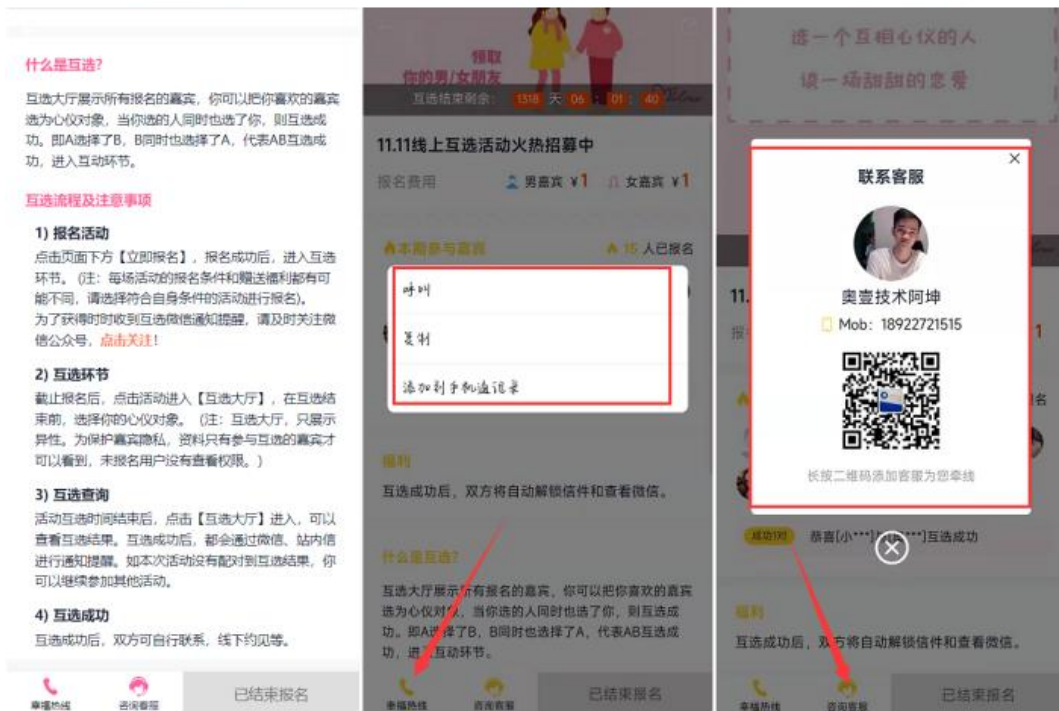 什么是互选?
互选大厅展示所有报名的嘉宾，你可以把你喜欢的嘉宾
选为心仪对象，当你选的人同时也选了你，则互选成
功。即A选择了B，B同时也选择了A，代表AB互选成
功，进入互动环节。
互选流程及注意事项
1) 报名活动
点击页面下方【立即报名】，报名成功后，进入互选
环节。(注：每场活动的报名条件和赠送福利都有可
能不同，请选择符合自身条件的活动进行报名)。
为了获得时时收到互选微信通知提醒，请及时关注微
信公众号，点击关注!
2) 互选环节
截止报名后，点击活动进入【互选大厅】，在互选结
束前，选择你的心仪对象。(注：互选大厅，只展示
异性。为保护嘉宾隐私，资料只有参与互选的嘉宾才
可以看到，未报名用户没有查看权限。)
3) 互选查询
活动互选时间结束后，点击【互选大厅】进入，可以
查看互选结果。互选成功后，都会通过微信、站内信
进行通知提醒。如本次活动没有配对到互选结果，你
可以继续参加其他活动。
4) 互选成功
互选成功后，双方可自行联系，线下约见等。
幸福热线
咨询客服
已结束报名
领取
你的男/女朋友
互选结束剩余： 1318 天 06 : 01 : 40
11.11线上互选活动火热招募中
报名费用 男嘉宾 ¥1 女嘉宾 ¥1
本期参与嘉宾 15 人已报名
呼叫
复制
添加到手机通讯录
福利
互选成功后，双方将自动解锁信件和查看微信。
什么是互选?
互选大厅展示所有报名的嘉宾，你可以把你喜欢的嘉宾
选为心仪对象，当你选的人同时也选了你，则互选成
功。即A选择了B，B同时也选择了A，代表AB互选成
功，进入互动环节。
幸福热线
咨询客服
已结束报名
选一个互相心仪的人
谈一场甜甜的恋爱
联系客服
奥壹技术阿坤
Mob：18922721515
长按二维码添加客服为您牵线
11.
报
1
名
成功1对 恭喜[小***]与[***]互选成功
福利
互选成功后，双方将自动解锁信件和查看微信。
幸福热线
咨询客服
已结束报名